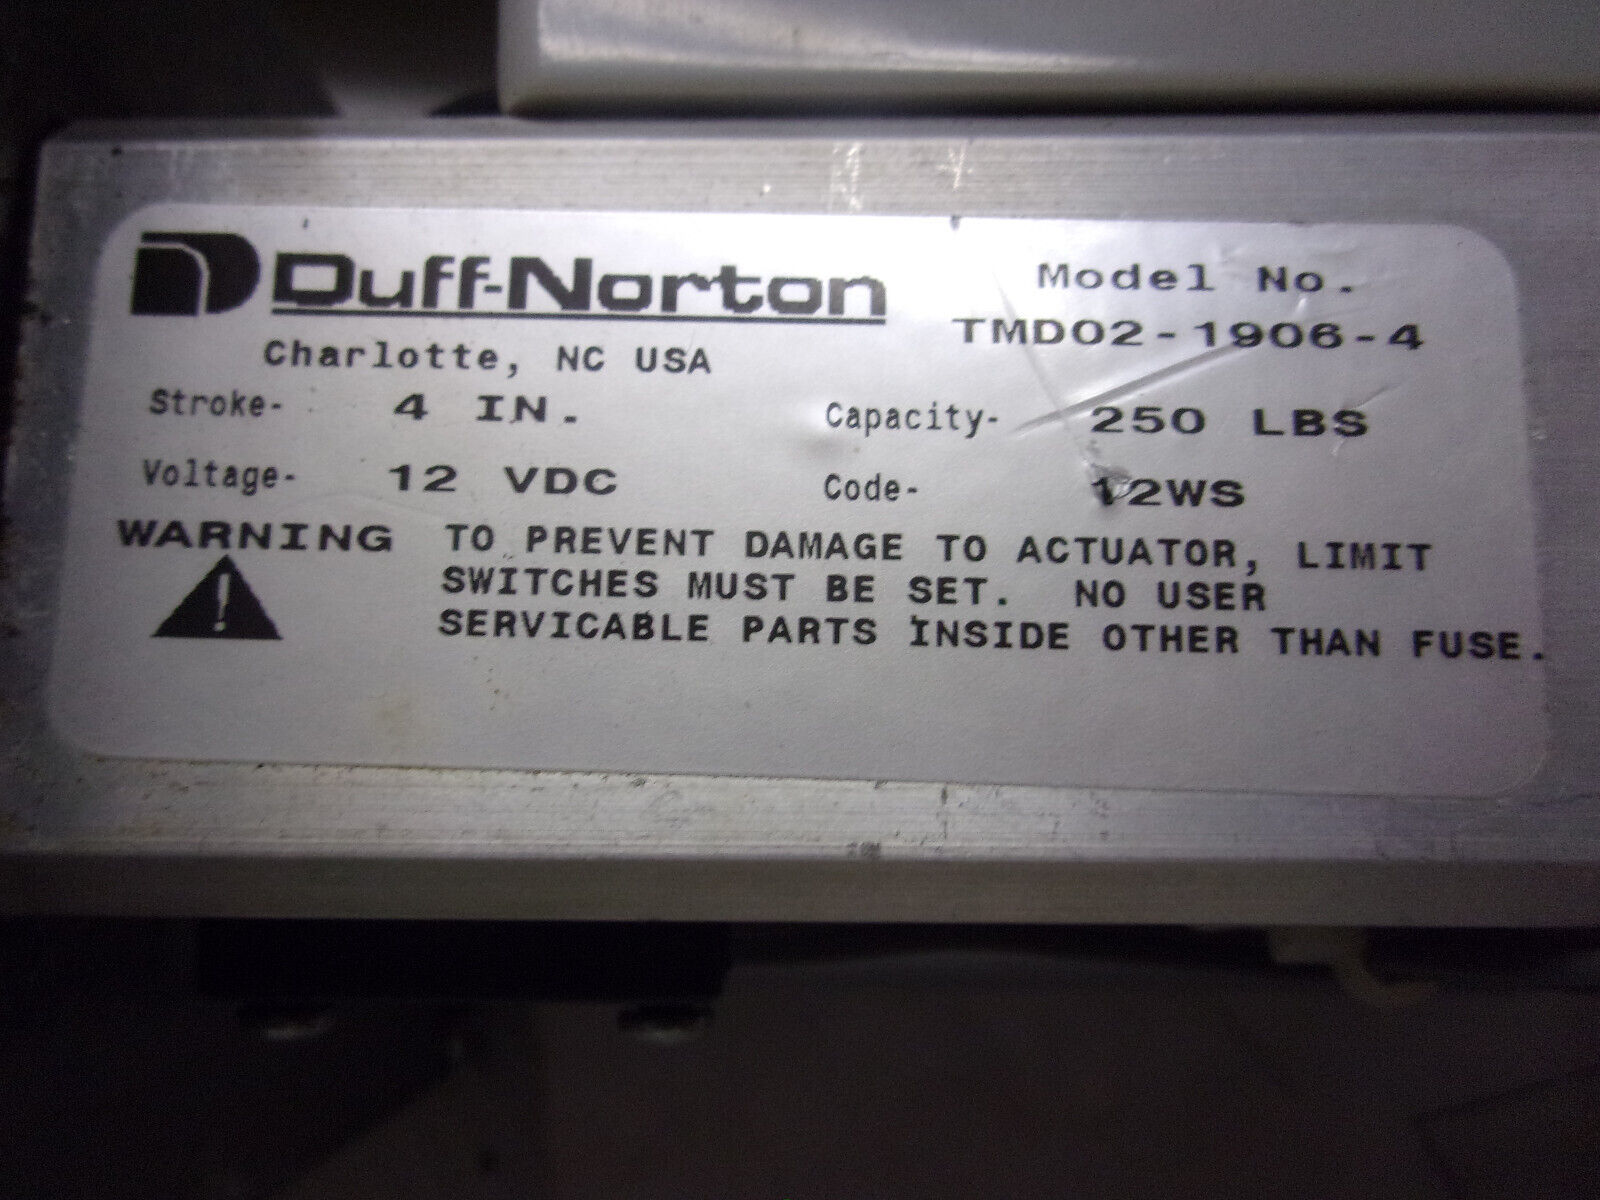 Duff-Norton
Charlotte, NC USA
Model No.
TMD02-1906-4
Stroke- 4 IN.
Capacity- 250 LBS
Voltage- 12 VDC
Code- 12WS
WARNING TO PREVENT DAMAGE TO ACTUATOR, LIMIT
SWITCHES MUST BE SET. NO USER
SERVICABLE PARTS INSIDE OTHER THAN FUSE.